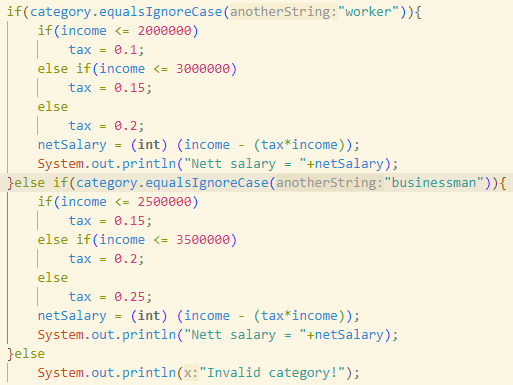 if(category.equalsIgnoreCase(anotherString:"worker")){
if(income <= 2000000)
tax = 0.1;
else if(income <= 3000000)
tax = 0.15;
else
tax = 0.2;
netSalary = (int) (income - (tax*income));
System.out.println("Nett salary = "+netSalary);
}else if(category.equalsIgnoreCase(anotherString:"businessman")){
if(income <= 2500000)
tax = 0.15;
else if(income <= 3500000)
tax = 0.2;
else
tax = 0.25;
netSalary = (int) (income - (tax*income));
System.out.println("Nett salary = "+netSalary);
}else
System.out.println(x:"Invalid category!");